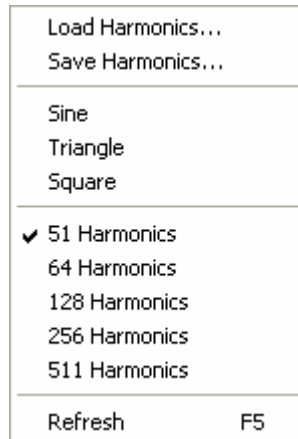 Load Harmonics...
Save Harmonics...
Sine
Triangle
Square
51 Harmonics
64 Harmonics
128 Harmonics
256 Harmonics
511 Harmonics
Refresh F5